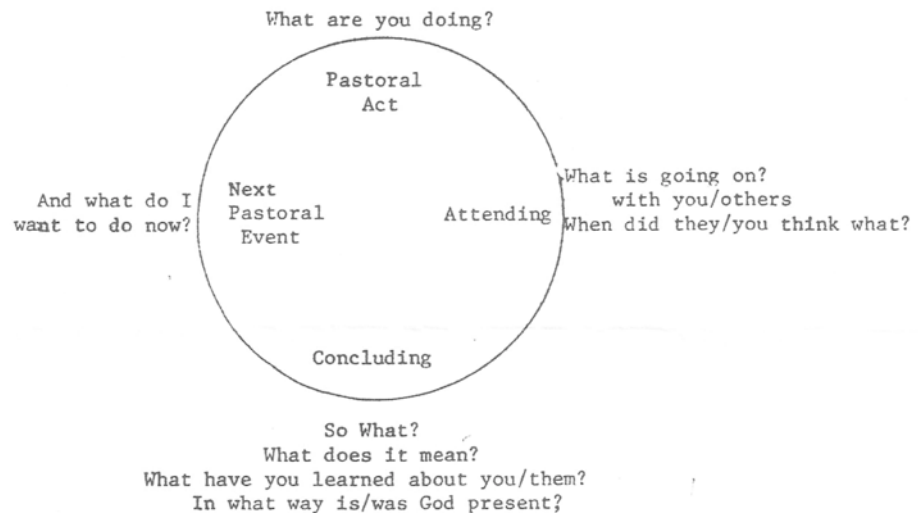 What are you doing?
Pastoral
Act
What is going on?
with you/others
When did they/you think what?
Attending
And what do I
want to do now?
Next
Pastoral
Event
Concluding
So What?
What does it mean?
What have you learned about you/them?
In what way is/was God present?